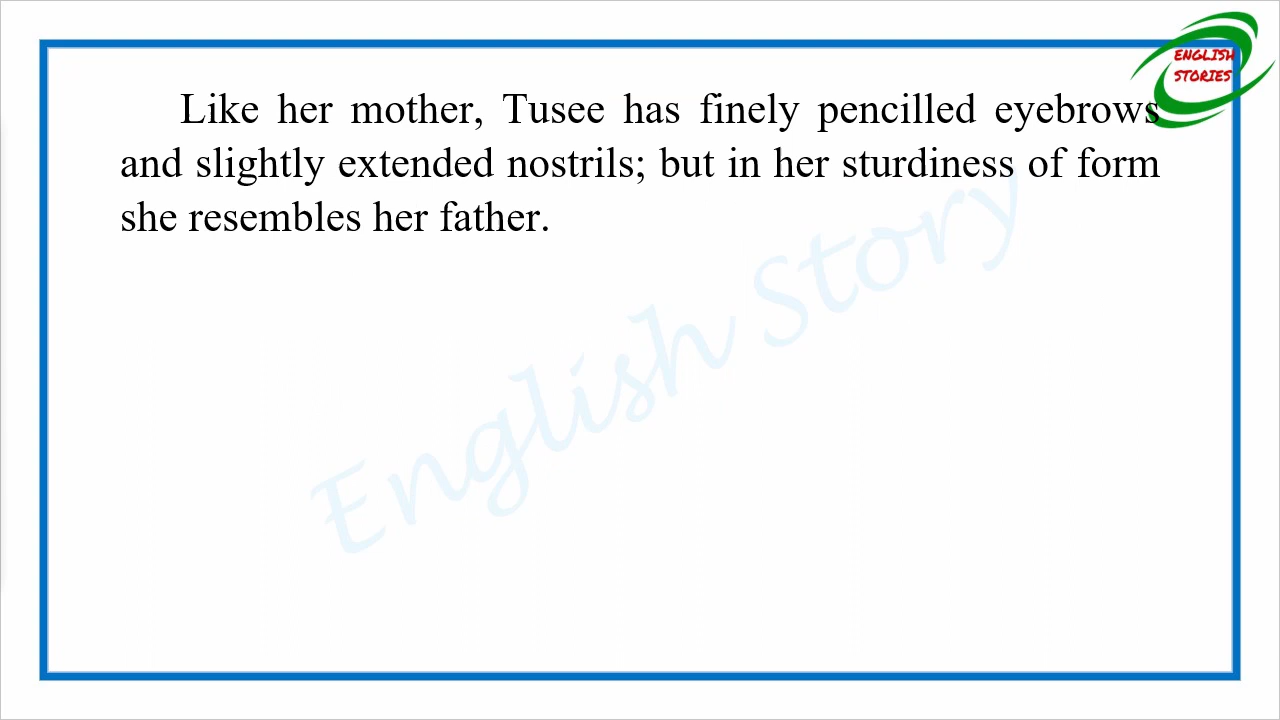 ENGLISH
STORIES
Like her mother, Tusee has finely pencilled eyebrows
and slightly extended nostrils; but in her sturdiness of form
she resembles her father.
English Story